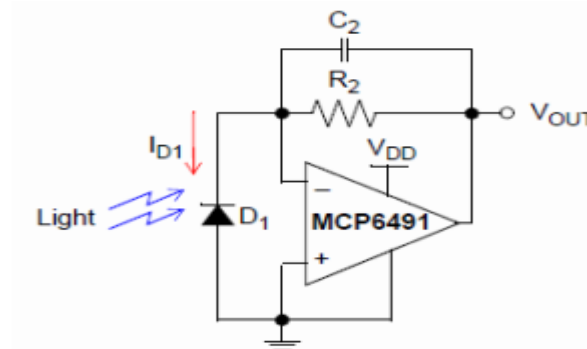 C2
R2
VOUT
ID1
VDD
Light
D1
−
MCP6491
+